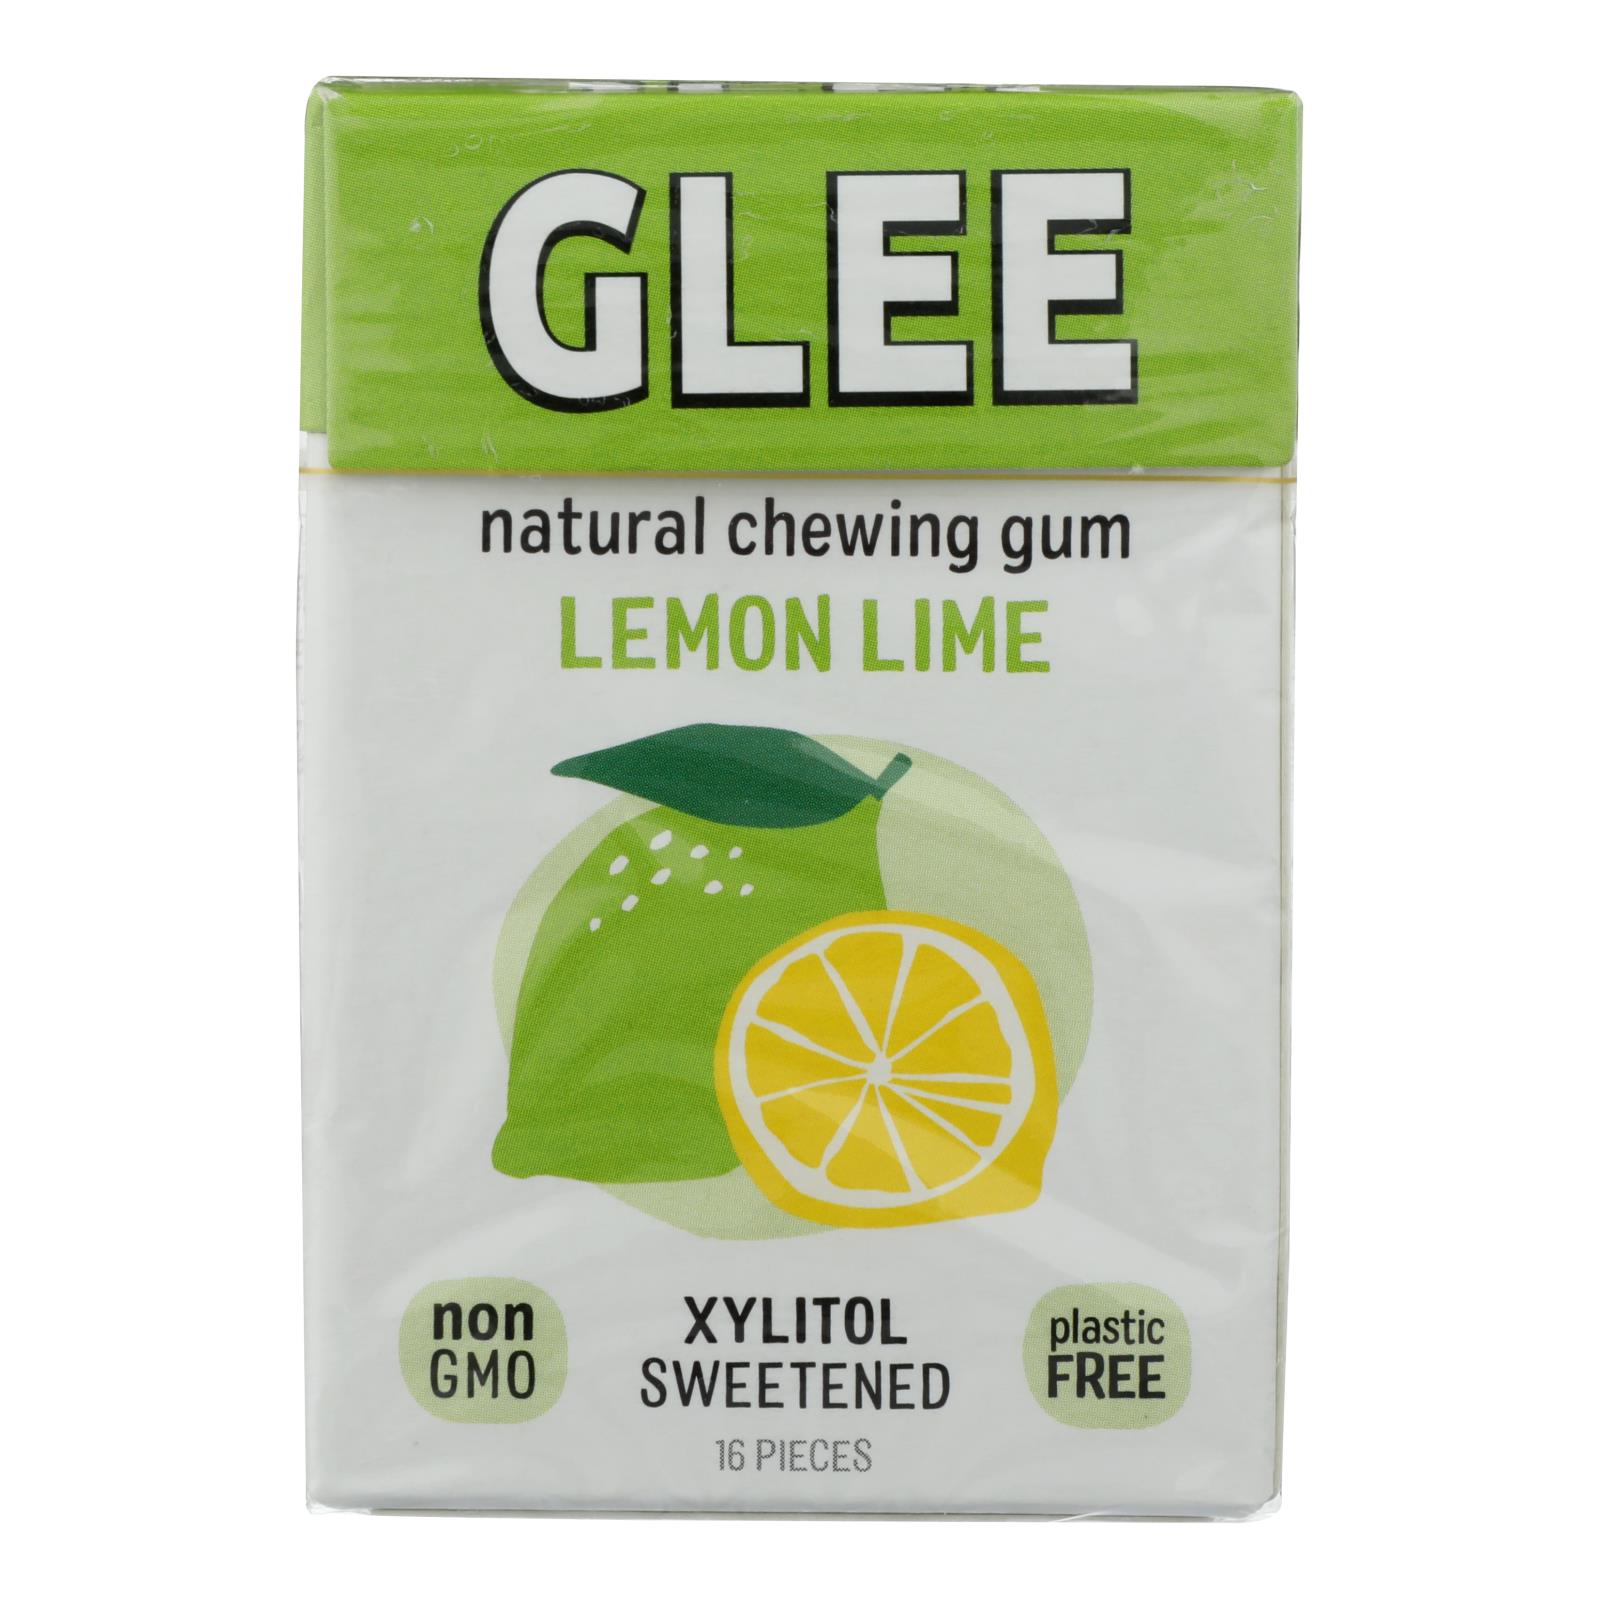 GLEE
natural chewing gum
LEMON LIME
non
GMO
XYLITOL
SWEETENED
16 PIECES
plastic
FREE